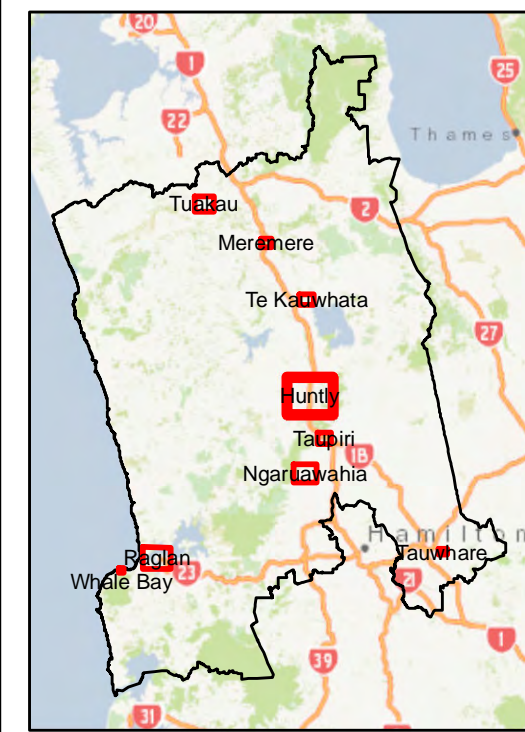 20
1
25
22
Thames
Tuakau
2
Meremere
Te Kauwhata
27
Huntly
Taupiri
1B
Ngaruawahia
Hamilton
Tauwhare
Raglan
Whale Bay
23
21
1
39
31